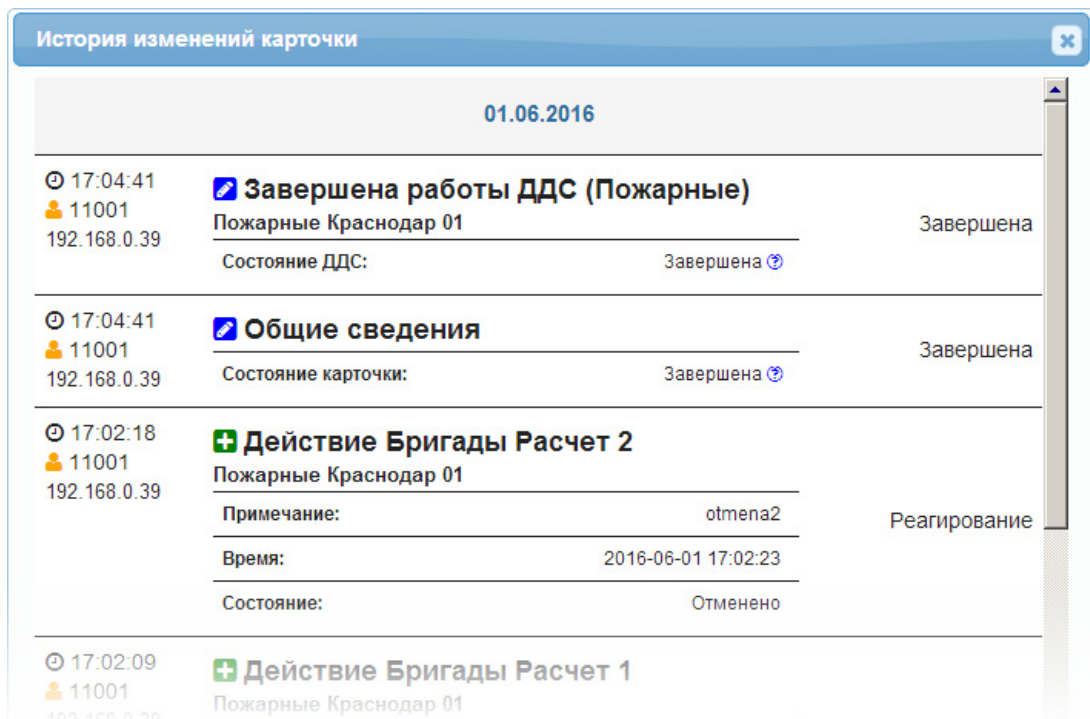 История изменений карточки
01.06.2016
17:04:41
11001
192.168.0.39
Завершена работы ДДС (Пожарные)
Пожарные Краснодар 01
Состояние ДДС: Завершена
Завершена
17:04:41
11001
192.168.0.39
Общие сведения
Состояние карточки: Завершена
Завершена
17:02:18
11001
192.168.0.39
Действие Бригады Расчет 2
Пожарные Краснодар 01
Примечание: otmena2
Время: 2016-06-01 17:02:23
Состояние: Отменено
Реагирование
17:02:09
11001
Действие Бригады Расчет 1
Пожарные Краснодар 01